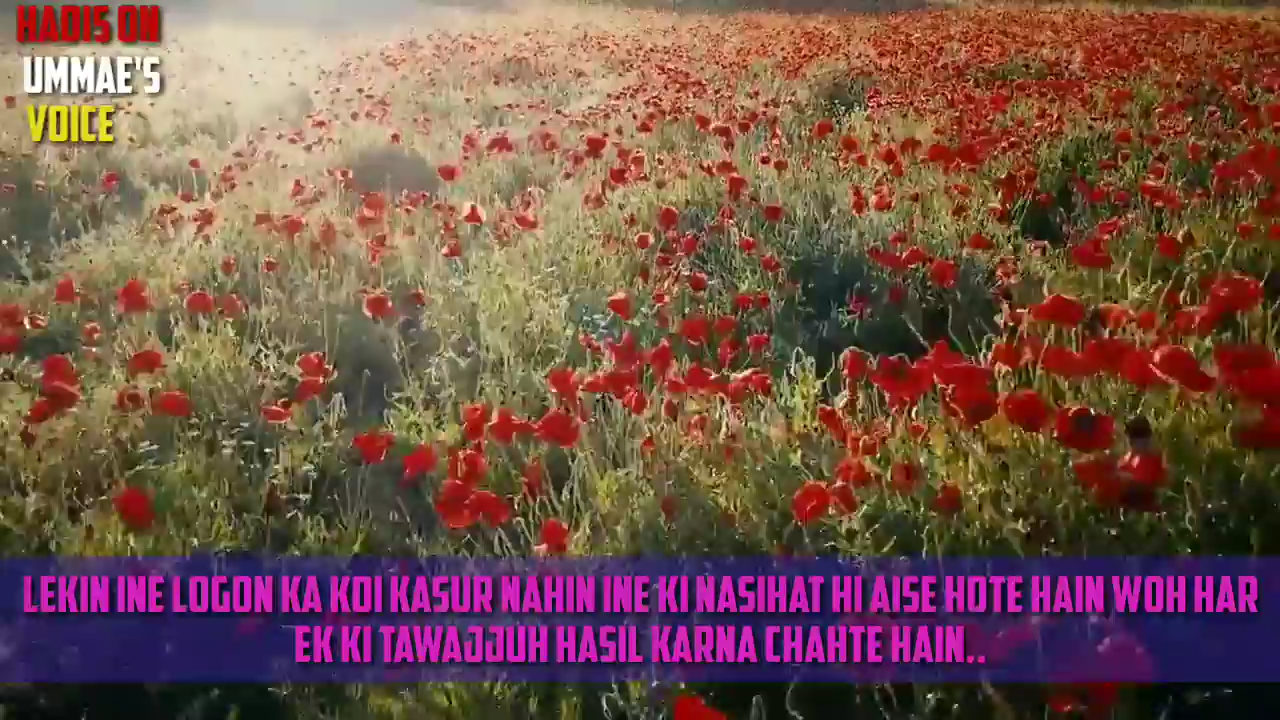 HADIS ON
UMMAE'S
VOICE
LEKIN INE LOGON KA KOI KASUR NAHIN INE KI NASIHAT HI AISE HOTE HAIN WOH HAR
EK KI TAWAJJUH HASIL KARNA CHAHTE HAIN..